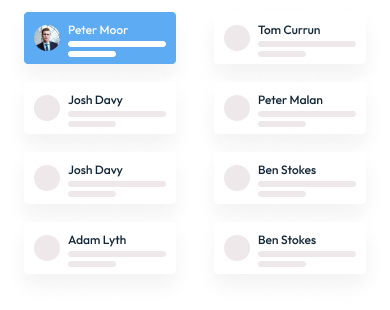 Peter Moor
Tom Currun
Josh Davy
Peter Malan
Josh Davy
Ben Stokes
Adam Lyth
Ben Stokes